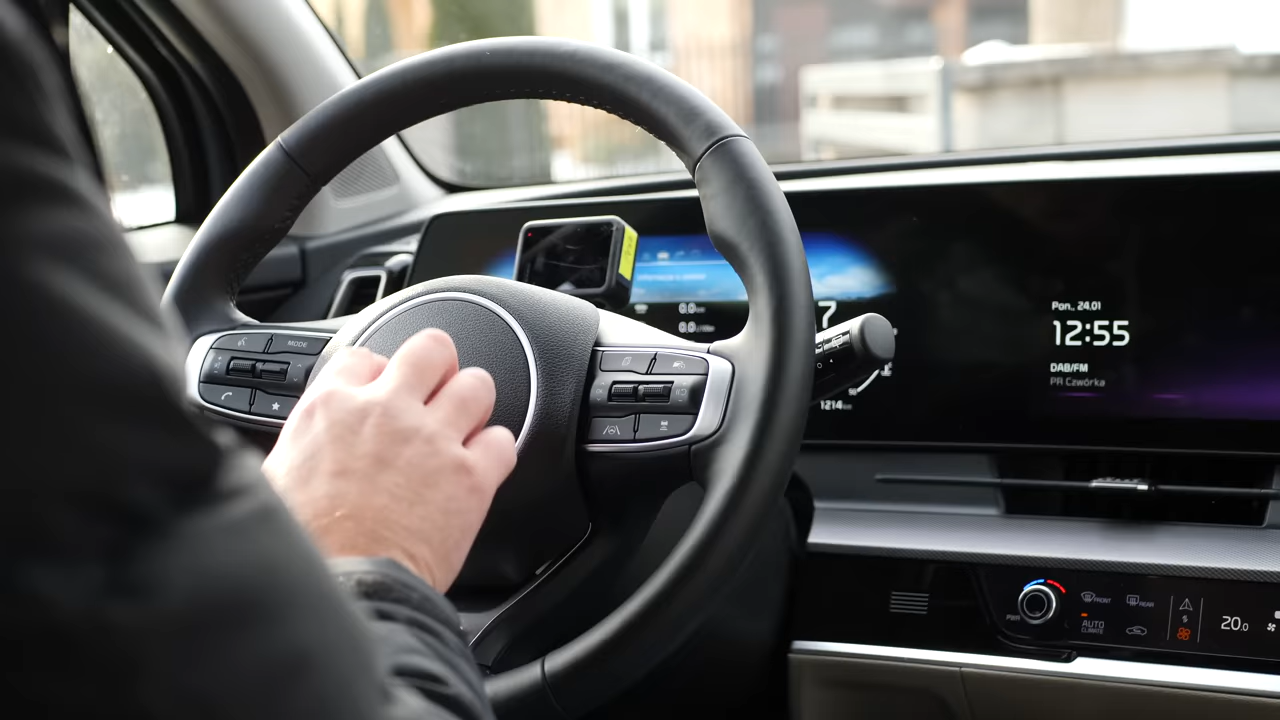 MODE
0.0
0.0
7
1214km
Pon., 24.01
12:55
DAB/FM
PR Czwórka
FRONT
REAR
AUTO
CLIMATE
20.0